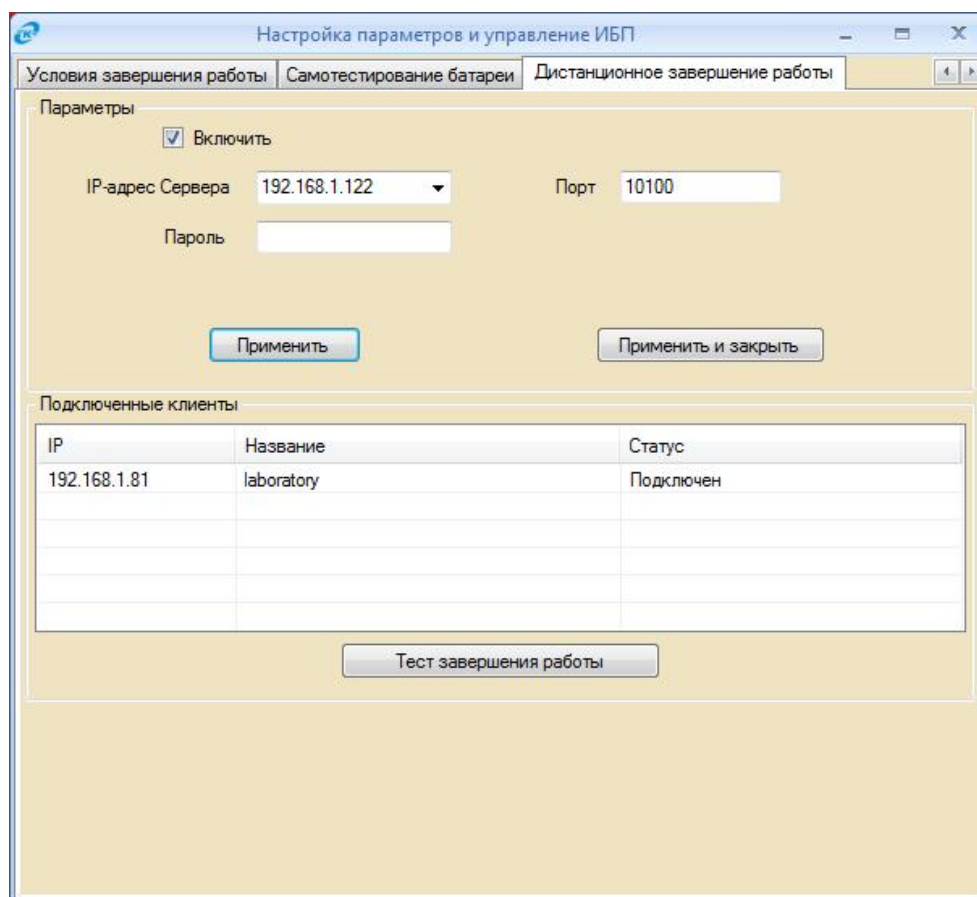 Настройка параметров и управление ИБП
Условия завершения работы Самотестирование батареи Дистанционное завершение работы
Параметры
Включить
IP-адрес Сервера 192.168.1.122 Порт 10100
Пароль
Применить Применить и закрыть
Подключенные клиенты
IP Название Статус
192.168.1.81 laboratory Подключен
Тест завершения работы